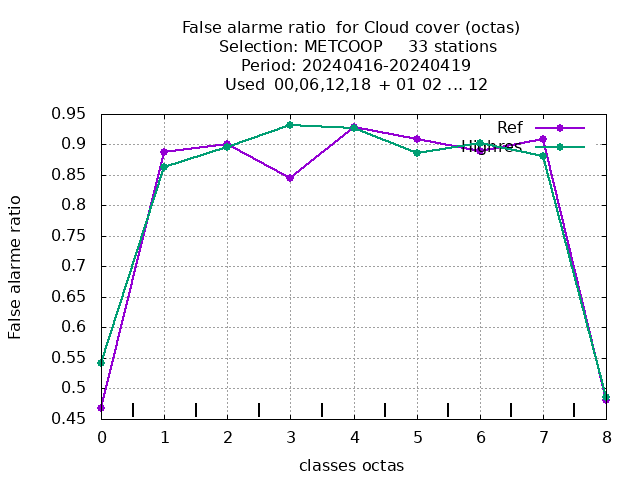 False alarme ratio for Cloud cover (octas)
Selection: METCOOP 33 stations
Period: 20240416-20240419
Used 00,06,12,18 + 01 02 ... 12
0.95
0.9
0.85
0.8
0.75
0.7
0.65
0.6
0.55
0.5
0.45
False alarme ratio
Ref
Highres
0 1 2 3 4 5 6 7 8
classes octas